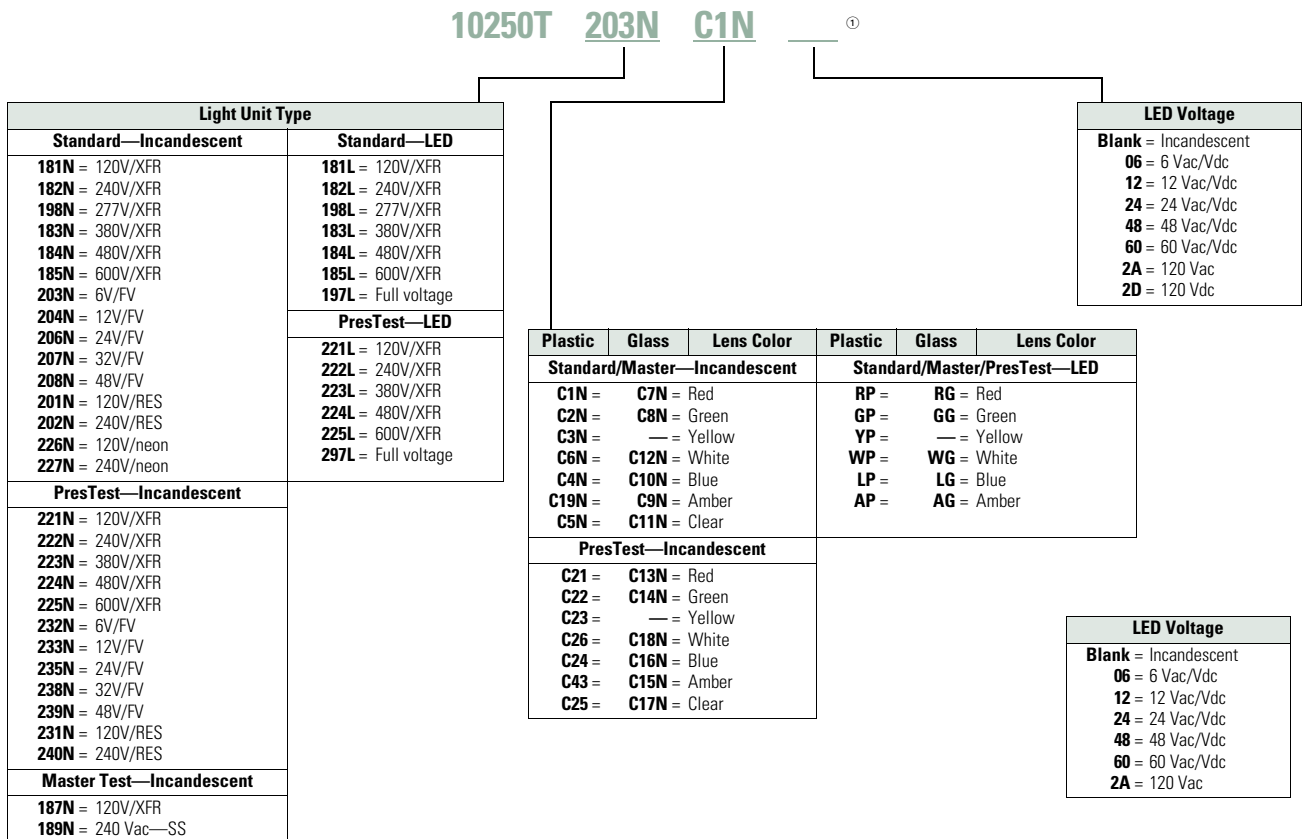 10250T 203N C1N ___ ①
Light Unit Type
Standard—Incandescent
181N = 120V/XFR
182N = 240V/XFR
198N = 277V/XFR
183N = 380V/XFR
184N = 480V/XFR
185N = 600V/XFR
203N = 6V/FV
204N = 12V/FV
206N = 24V/FV
207N = 32V/FV
208N = 48V/FV
201N = 120V/RES
202N = 240V/RES
226N = 120V/neon
227N = 240V/neon
PresTest—Incandescent
221N = 120V/XFR
222N = 240V/XFR
223N = 380V/XFR
224N = 480V/XFR
225N = 600V/XFR
232N = 6V/FV
233N = 12V/FV
235N = 24V/FV
238N = 32V/FV
239N = 48V/FV
231N = 120V/RES
240N = 240V/RES
Master Test—Incandescent
187N = 120V/XFR
189N = 240 Vac—SS
Standard—LED
181L = 120V/XFR
182L = 240V/XFR
198L = 277V/XFR
183L = 380V/XFR
184L = 480V/XFR
185L = 600V/XFR
197L = Full voltage
PresTest—LED
221L = 120V/XFR
222L = 240V/XFR
223L = 380V/XFR
224L = 480V/XFR
225L = 600V/XFR
297L = Full voltage
Plastic Glass Lens Color
Standard/Master—Incandescent
C1N = C7N = Red
C2N = C8N = Green
C3N = — = Yellow
C6N = C12N = White
C4N = C10N = Blue
C19N = C9N = Amber
C5N = C11N = Clear
PresTest—Incandescent
C21 = C13N = Red
C22 = C14N = Green
C23 = — = Yellow
C26 = C18N = White
C24 = C16N = Blue
C43 = C15N = Amber
C25 = C17N = Clear
Plastic Glass Lens Color
Standard/Master/PresTest—LED
RP = RG = Red
GP = GG = Green
YP = — = Yellow
WP = WG = White
LP = LG = Blue
AP = AG = Amber
LED Voltage
Blank = Incandescent
06 = 6 Vac/Vdc
12 = 12 Vac/Vdc
24 = 24 Vac/Vdc
48 = 48 Vac/Vdc
60 = 60 Vac/Vdc
2A = 120 Vac
2D = 120 Vdc
LED Voltage
Blank = Incandescent
06 = 6 Vac/Vdc
12 = 12 Vac/Vdc
24 = 24 Vac/Vdc
48 = 48 Vac/Vdc
60 = 60 Vac/Vdc
2A = 120 Vac